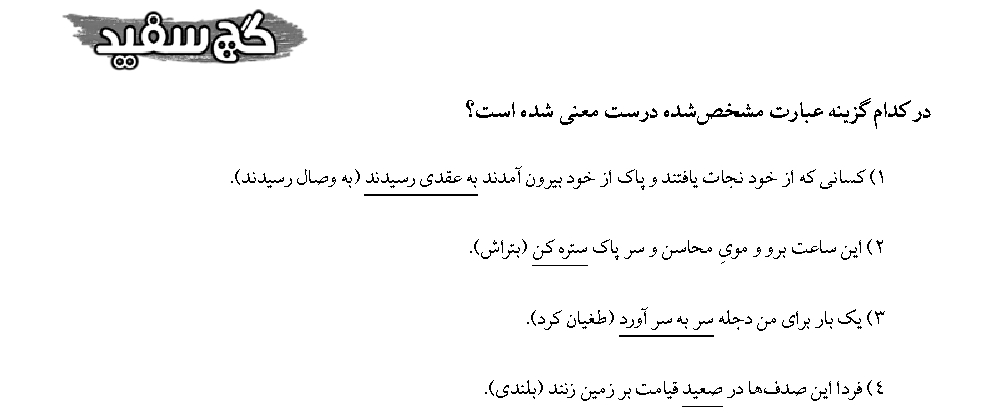 گچ سفید
در کدام گزینه عبارت مشخص‌شده درست معنی شده است؟
۱) کسانی که از خود نجات یافتند و پاک از خود بیرون آمدند به عقدی رسیدند (به وصال رسیدند).
۲) این ساعت برو و مویِ محاسن و سر پاک ستره کن (بتراش).
۳) یک بار برای من دجله سر به سر آورد (طغیان کرد).
٤) فردا این صدف‌ها در صعید قیامت بر زمین زنند (بلندی).